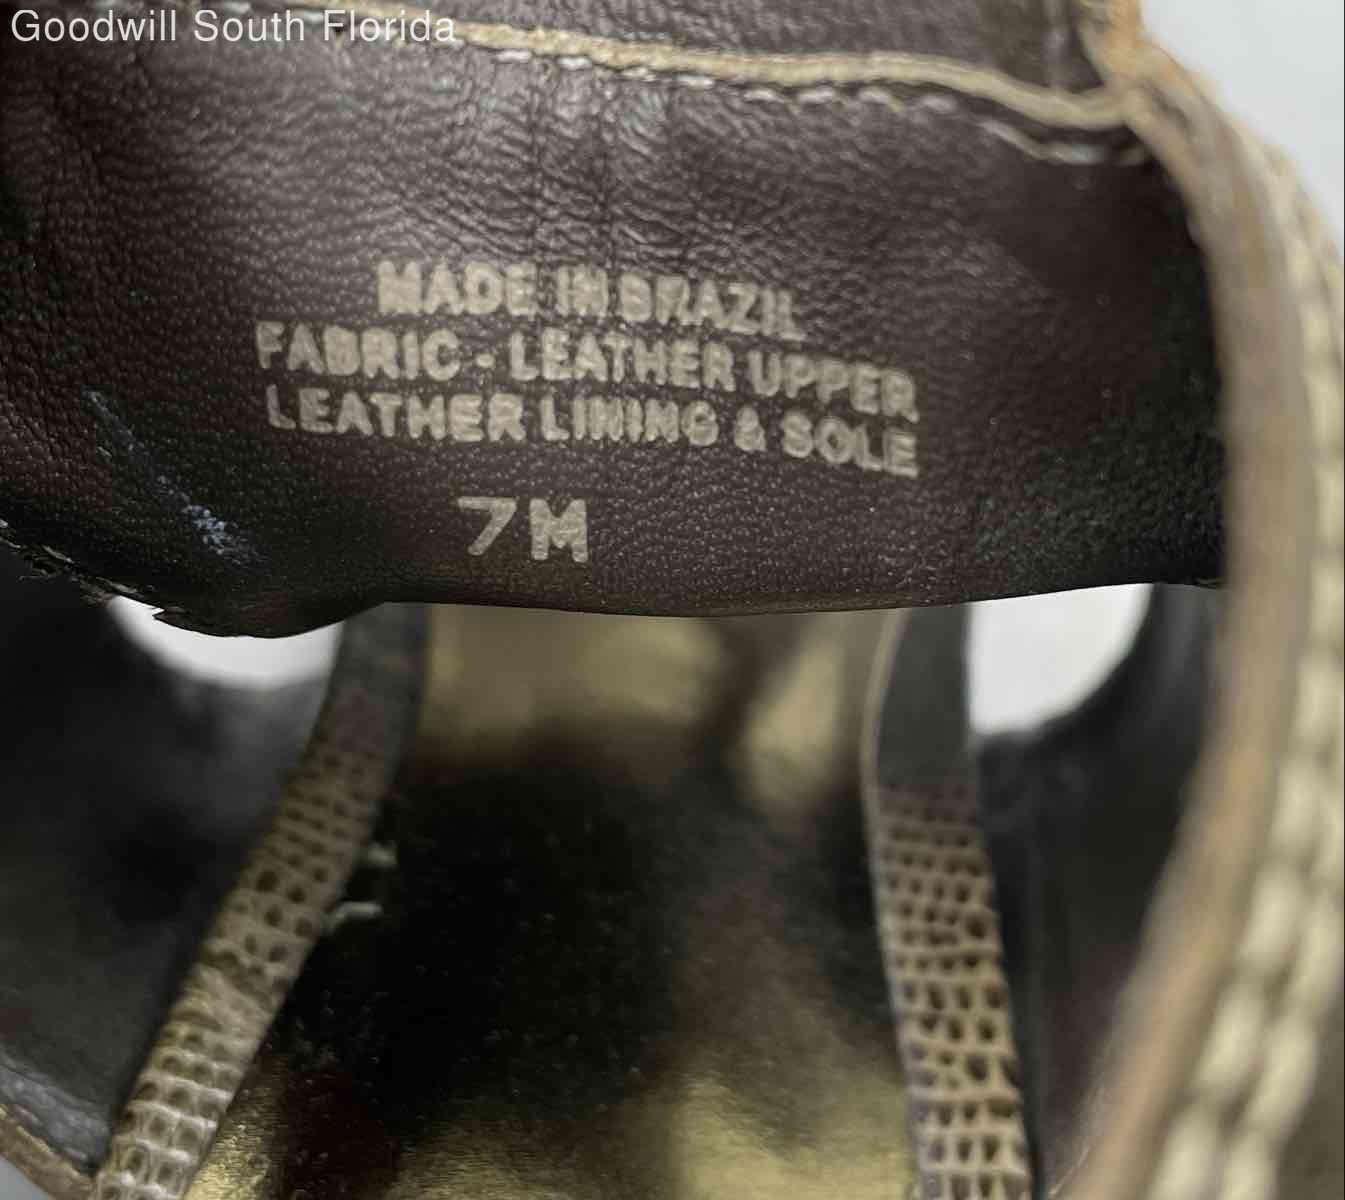 Goodwill South Florida
MADE IN BRAZIL
FABRIC - LEATHER UPPER
LEATHER LINING & SOLE
7M